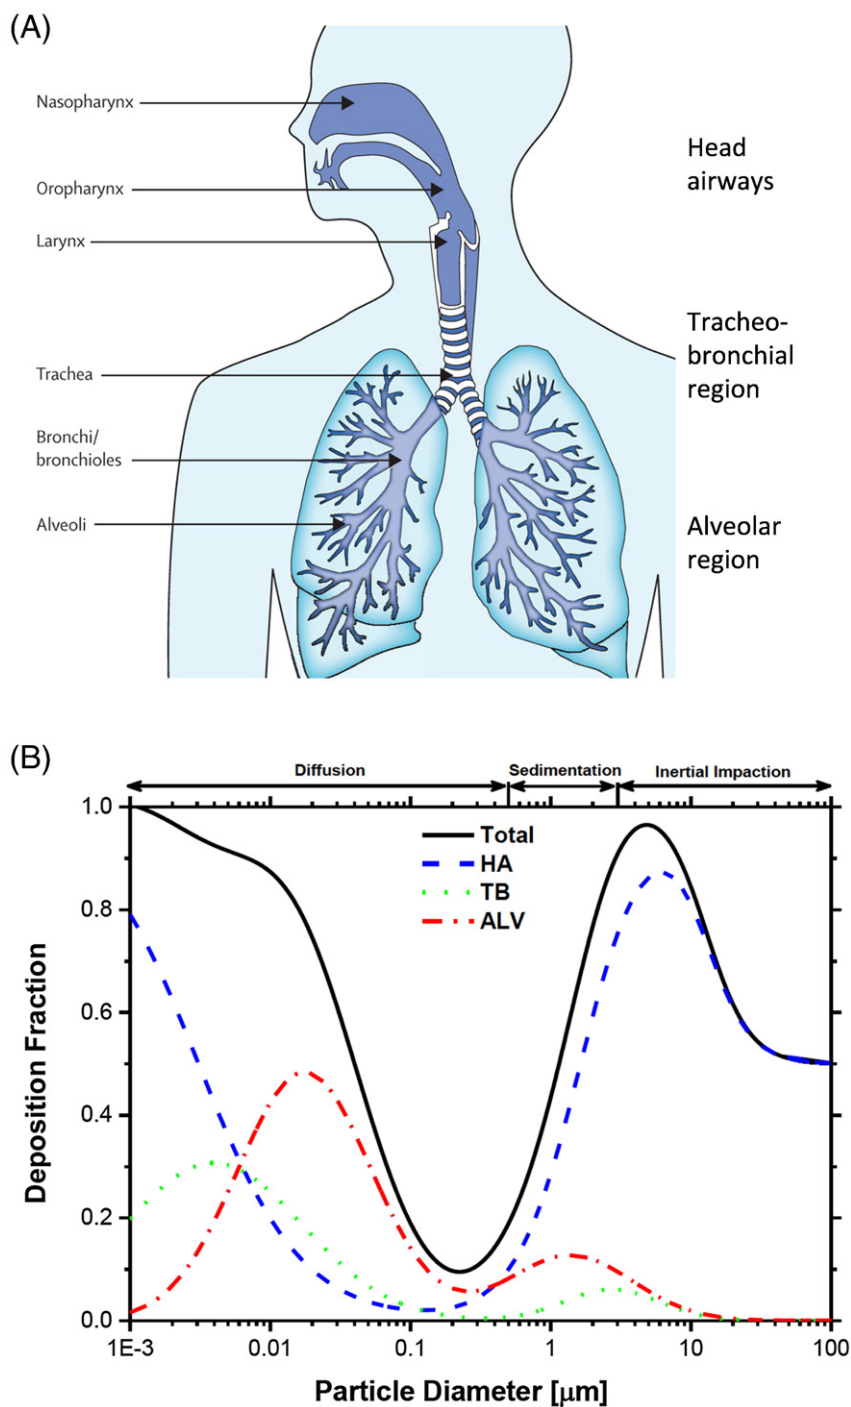 (A)
Nasopharynx
Oropharynx
Larynx
Trachea
Bronchi/
bronchioles
Alveoli
Head
airways
Tracheo-
bronchial
region
Alveolar
region
(B)
Diffusion
Sedimentation
Inertial Impaction
1.0
0.8
0.6
0.4
0.2
0.0
Deposition Fraction
Total
HA
TB
ALV
1E-3
0.01
0.1
1
10
100
Particle Diameter [μm]